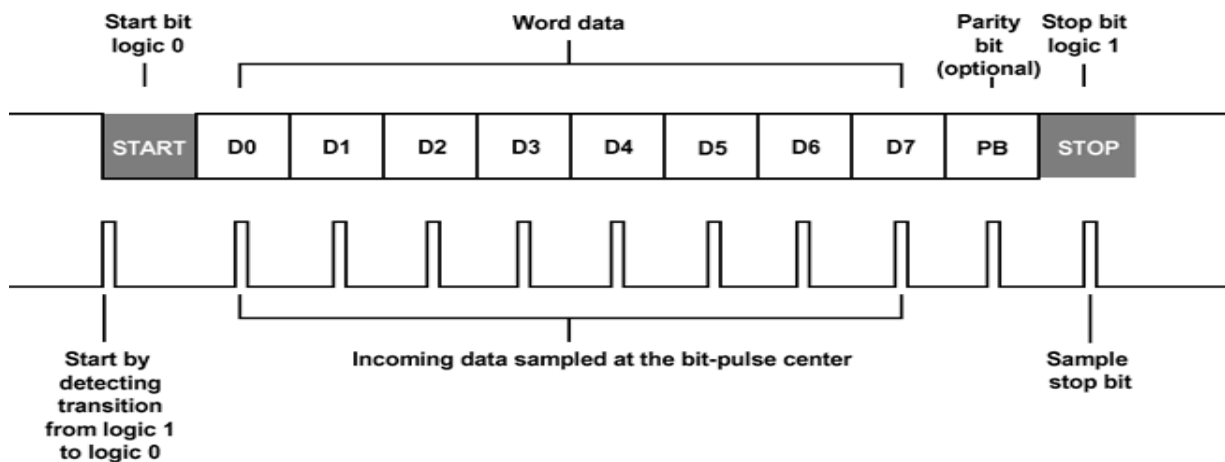 Start bit
logic 0
Word data
Parity
bit
(optional)
Stop bit
logic 1
START D0 D1 D2 D3 D4 D5 D6 D7 PB STOP
Start by
detecting
transition
from logic 1
to logic 0
Incoming data sampled at the bit-pulse center
Sample
stop bit